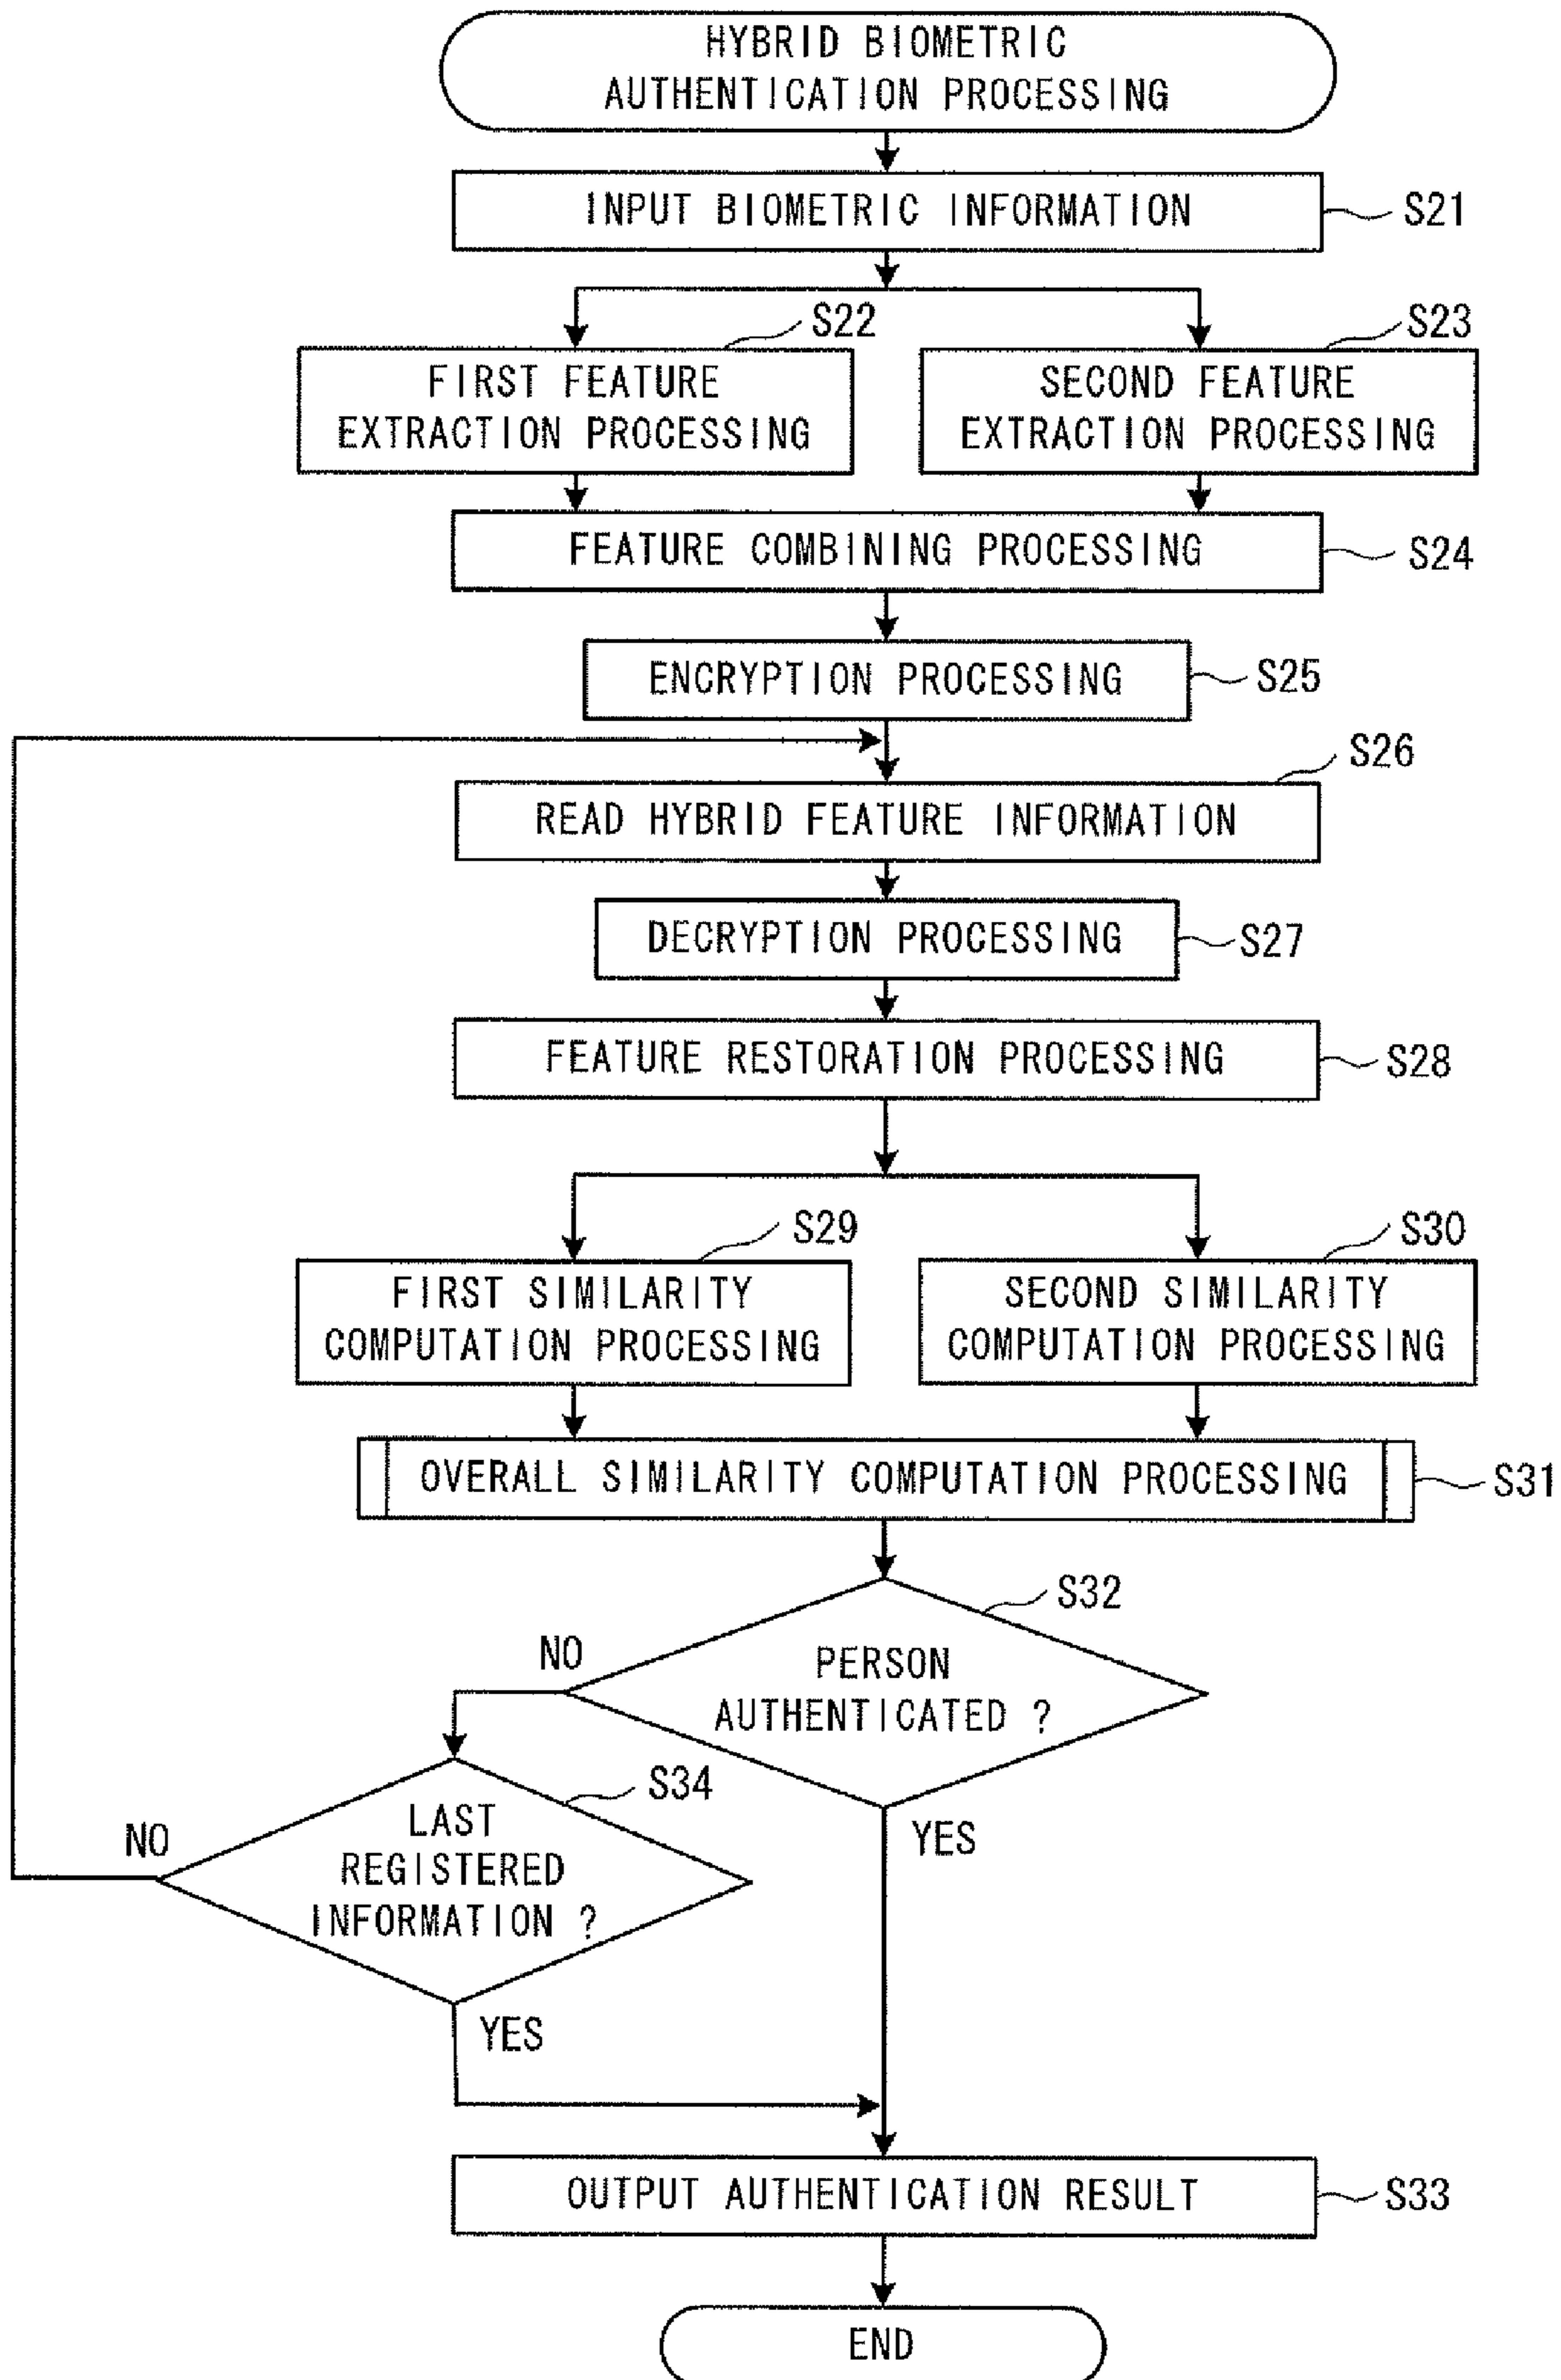 HYBRID BIOMETRIC
AUTHENTICATION PROCESSING
INPUT BIOMETRIC INFORMATION
S21
S22
S23
FIRST FEATURE
EXTRACTION PROCESSING
SECOND FEATURE
EXTRACTION PROCESSING
FEATURE COMBINING PROCESSING
S24
ENCRYPTION PROCESSING
S25
S26
READ HYBRID FEATURE INFORMATION
DECRYPTION PROCESSING
S27
FEATURE RESTORATION PROCESSING
S28
S29
S30
FIRST SIMILARITY
COMPUTATION PROCESSING
SECOND SIMILARITY
COMPUTATION PROCESSING
OVERALL SIMILARITY COMPUTATION PROCESSING
S31
S32
NO
PERSON
AUTHENTICATED ?
S34
NO
LAST
REGISTERED
INFORMATION ?
YES
YES
OUTPUT AUTHENTICATION RESULT
S33
END